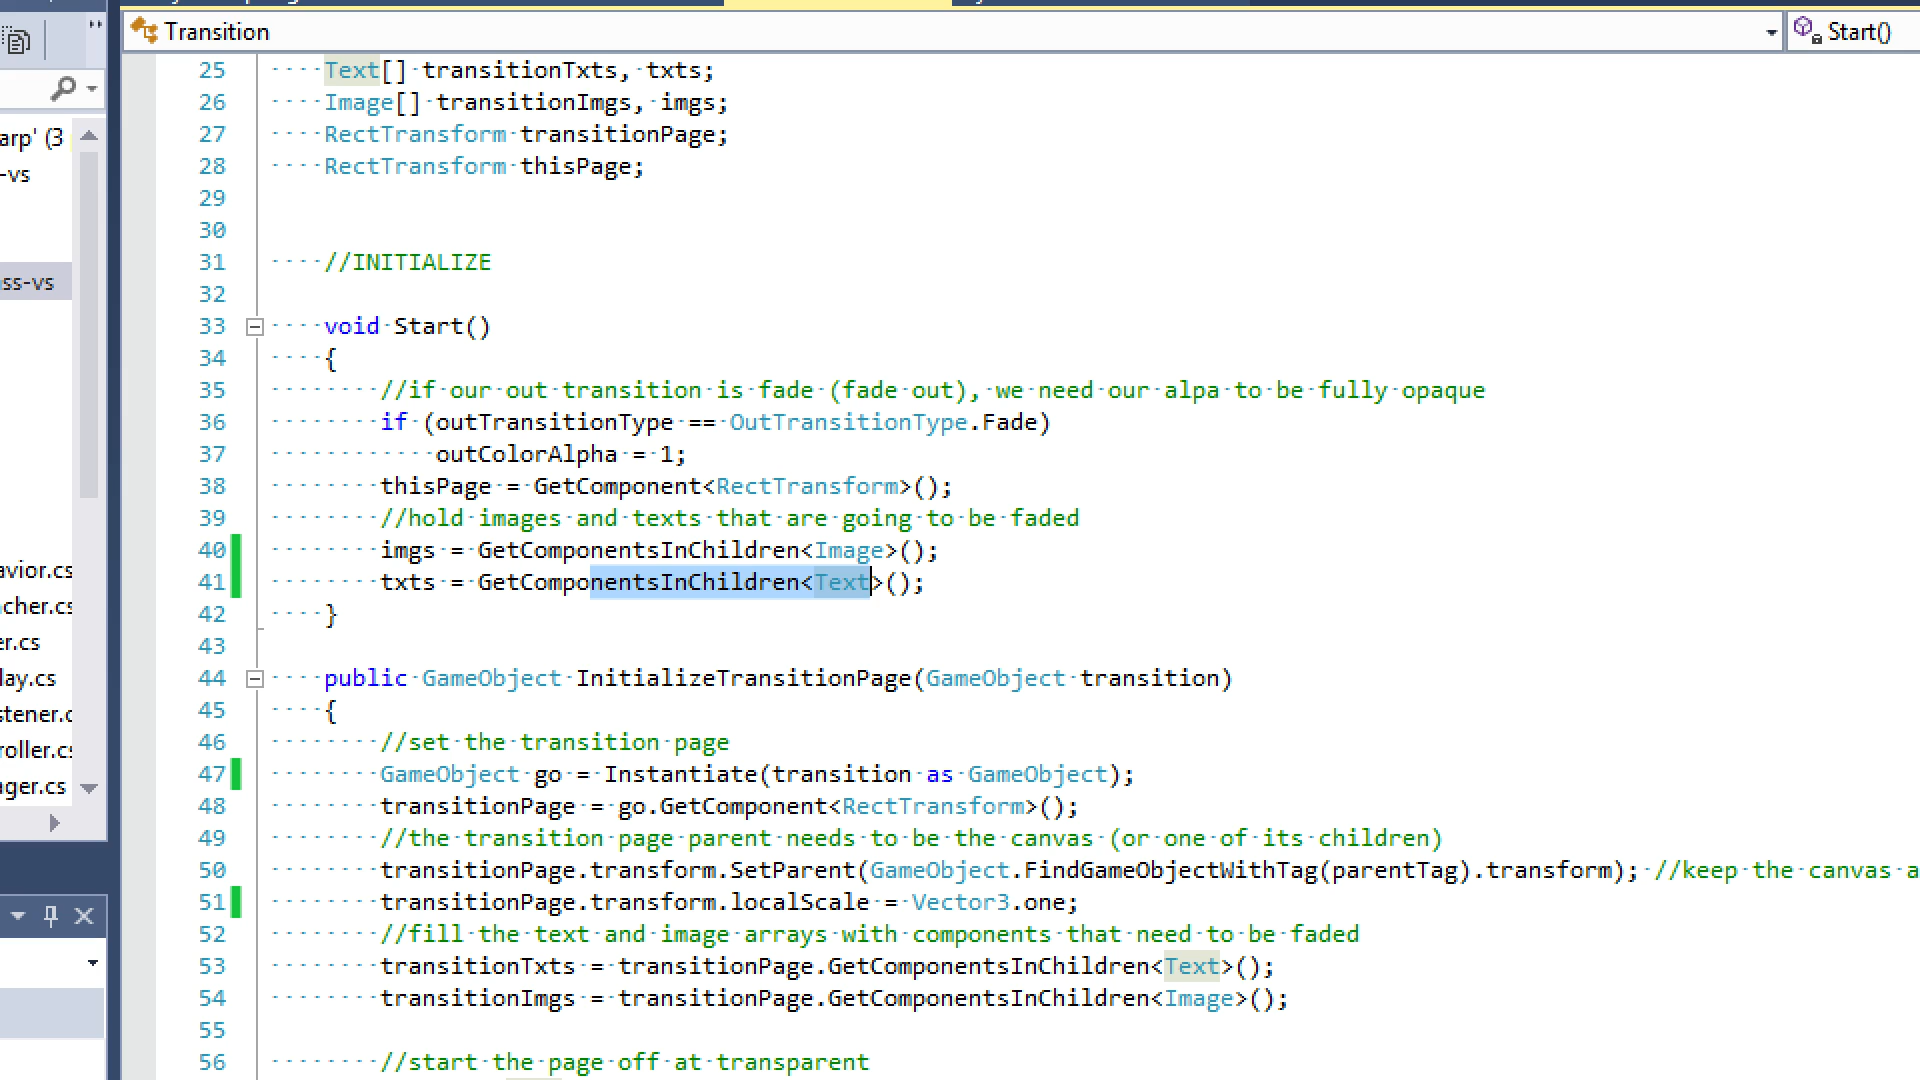 Transition
Start()
arp' (3
-vs
ss-vs
avior.cs
cher.cs
er.cs
lay.cs
stener.c
roller.cs
ager.cs
25 Text[] transitionTxts, txts;
26 Image[] transitionImgs, imgs;
27 RectTransform transitionPage;
28 RectTransform thisPage;
29
30
31 //INITIALIZE
32
33 void Start()
34 {
35 //if our out transition is fade (fade out), we need our alpa to be fully opaque
36 if (outTransitionType == OutTransitionType.Fade)
37 outColorAlpha = 1;
38 thisPage = GetComponent<RectTransform>();
39 //hold images and texts that are going to be faded
40 imgs = GetComponentsInChildren<Image>();
41 txts = GetComponentsInChildren<Text>();
42 }
43
44 public GameObject InitializeTransitionPage(GameObject transition)
45 {
46 //set the transition page
47 GameObject go = Instantiate(transition as GameObject);
48 transitionPage = go.GetComponent<RectTransform>();
49 //the transition page parent needs to be the canvas (or one of its children)
50 transitionPage.transform.SetParent(GameObject.FindGameObjectWithTag(parentTag).transform); //keep the canvas a
51 transitionPage.transform.localScale = Vector3.one;
52 //fill the text and image arrays with components that need to be faded
53 transitionTxts = transitionPage.GetComponentsInChildren<Text>();
54 transitionImgs = transitionPage.GetComponentsInChildren<Image>();
55
56 //start the page off at transparent